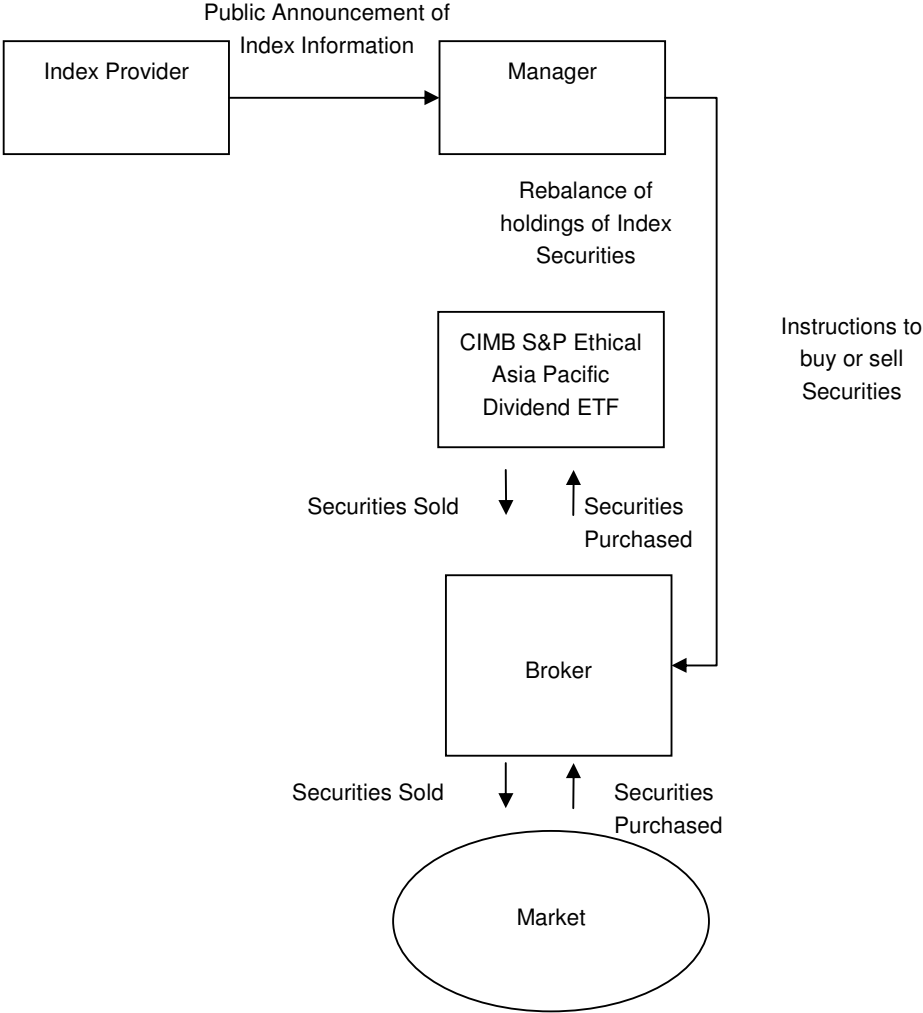 Public Announcement of
Index Information
Index Provider
Manager
Rebalance of
holdings of Index
Securities
Instructions to
buy or sell
Securities
CIMB S&P Ethical
Asia Pacific
Dividend ETF
Securities Sold
Securities
Purchased
Broker
Securities Sold
Securities
Purchased
Market